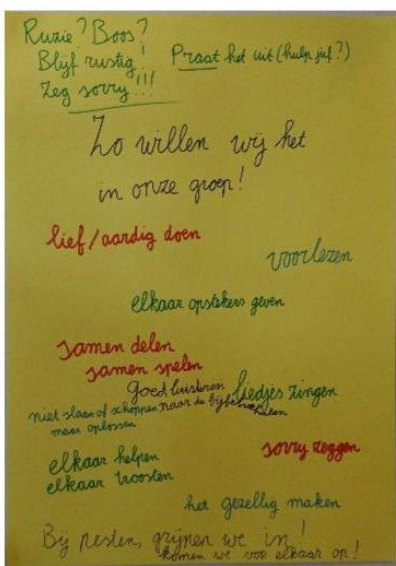 Ruzie? Boos?
Blijf rustig Praat het uit (hulp juf?)
Zeg sorry!!!
Zo willen wij het
in onze groep!
lief/aardig doen
voorlezen
elkaar opstekers geven
samen delen
samen spelen
goed luisteren liedjes zingen
niet slaan of schoppen naar de bijbelverhalen
maar oplossen
sorry zeggen
elkaar helpen
elkaar troosten
het gezellig maken
Bij pesten, grijpen we in!
komen we voor elkaar op!